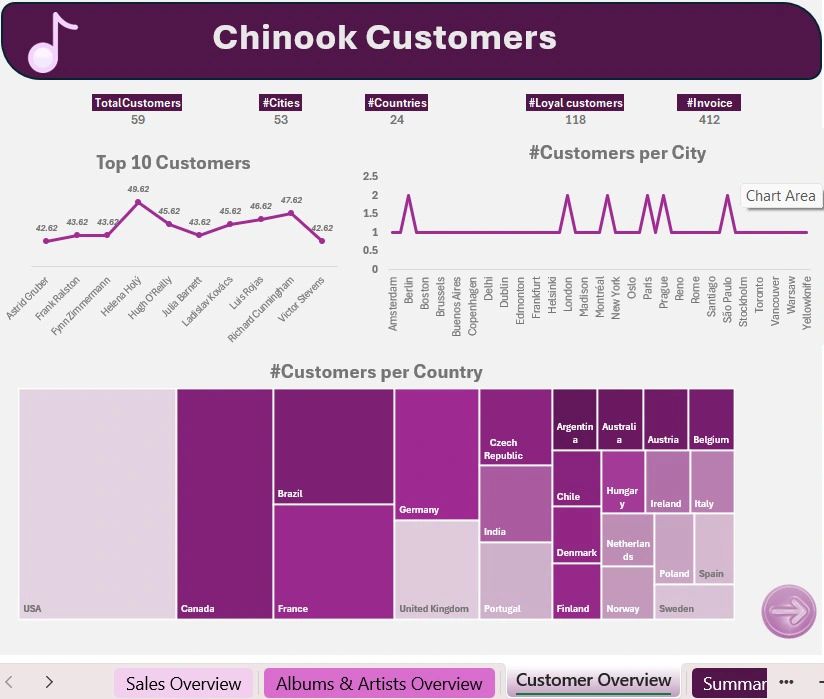 Chinook Customers
TotalCustomers
59
#Cities
53
#Countries
24
#Loyal customers
118
#Invoice
412
Top 10 Customers
42.62
43.62
43.62
49.62
45.62
43.62
45.62
46.62
47.62
42.62
Astrid Gruber
Frank Ralston
Fynn Zimmermann
Helena Holý
Hugh O'Reilly
Julia Barnett
Ladislav Kovács
Luis Rojas
Richard Cunningham
Victor Stevens
#Customers per City
2.5
2
1.5
1
0.5
0
Chart Area
Amsterdam
Berlin
Boston
Brussels
Buenos Aires
Copenhagen
Delhi
Dublin
Edmonton
Frankfurt
Helsinki
London
Madison
Montréal
New York
Oslo
Paris
Prague
Reno
Rome
Santiago
São Paulo
Stockholm
Toronto
Vancouver
Warsaw
Yellowknife
#Customers per Country
USA
Canada
Brazil
France
Germany
United Kingdom
Czech
Republic
India
Portugal
Argentin
a
Australi
a
Austria
Belgium
Chile
Hungar
y
Ireland
Italy
Denmark
Netherlan
ds
Poland
Spain
Finland
Norway
Sweden
Sales Overview
Albums & Artists Overview
Customer Overview
Summar